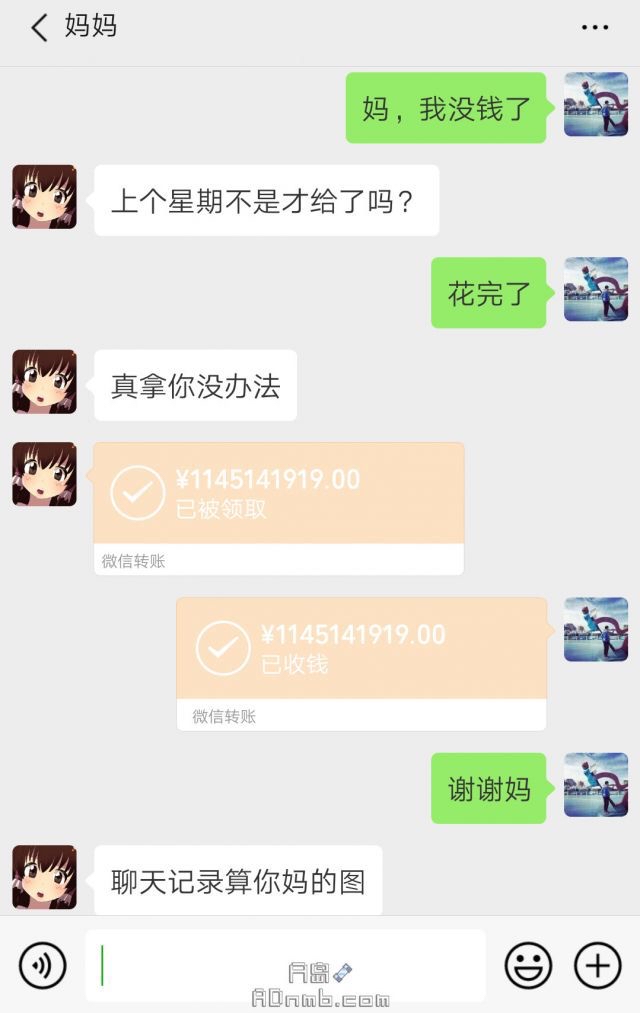 妈妈
妈，我没钱了
上个星期不是才给了吗？
花完了
真拿你没办法
¥1145141919.00
已被领取
微信转账
¥1145141919.00
已收钱
微信转账
谢谢妈
聊天记录算你妈的图
A岛
ADnmb.com